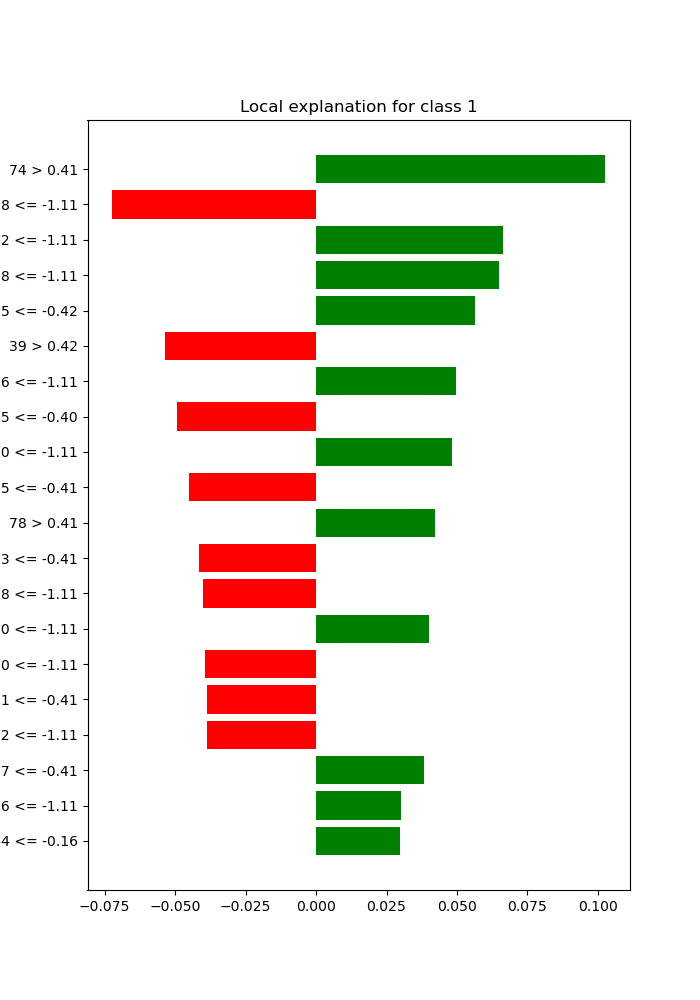 Local explanation for class 1
74 > 0.41
8 <= -1.11
2 <= -1.11
8 <= -1.11
5 <= -0.42
39 > 0.42
6 <= -1.11
5 <= -0.40
0 <= -1.11
5 <= -0.41
78 > 0.41
3 <= -0.41
8 <= -1.11
0 <= -1.11
0 <= -1.11
1 <= -0.41
2 <= -1.11
7 <= -0.41
6 <= -1.11
4 <= -0.16
−0.075 −0.050 −0.025 0.000 0.025 0.050 0.075 0.100